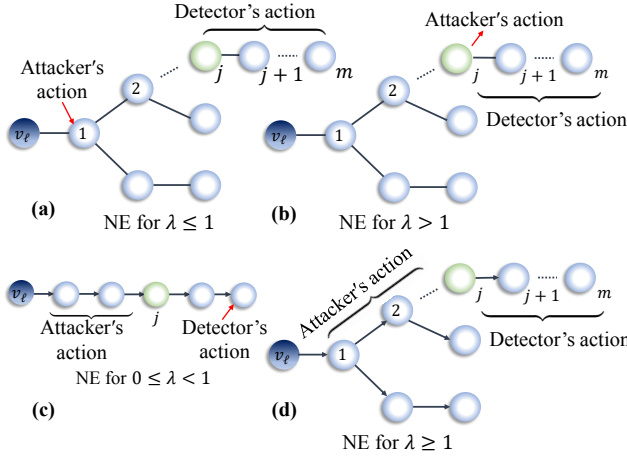 (a)
Detector's action
Attacker's
action
v_ℓ
1
2
j
j + 1
m
NE for λ ≤ 1
(b)
Attacker's
action
v_ℓ
1
2
j
j + 1
m
Detector's action
NE for λ > 1
(c)
v_ℓ
j
Attacker's
action
Detector's
action
NE for 0 ≤ λ < 1
(d)
Attacker's action
v_ℓ
1
2
j
j + 1
m
Detector's action
NE for λ ≥ 1